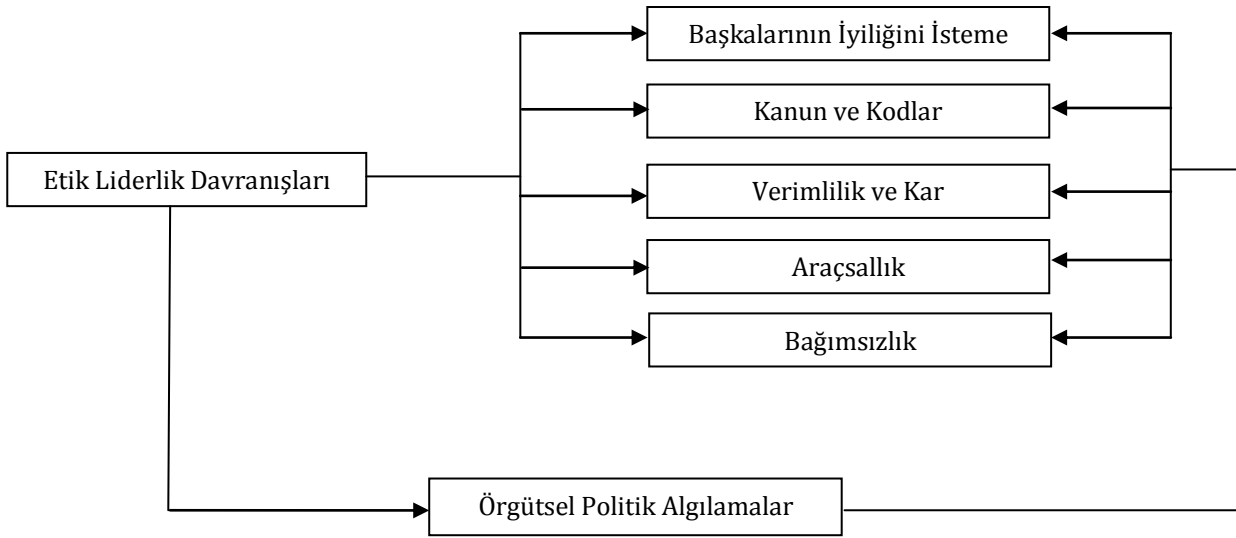 Başkalarının İyiliğini İsteme
Kanun ve Kodlar
Etik Liderlik Davranışları
Verimlilik ve Kar
Araçsallık
Bağımsızlık
Örgütsel Politik Algılamalar